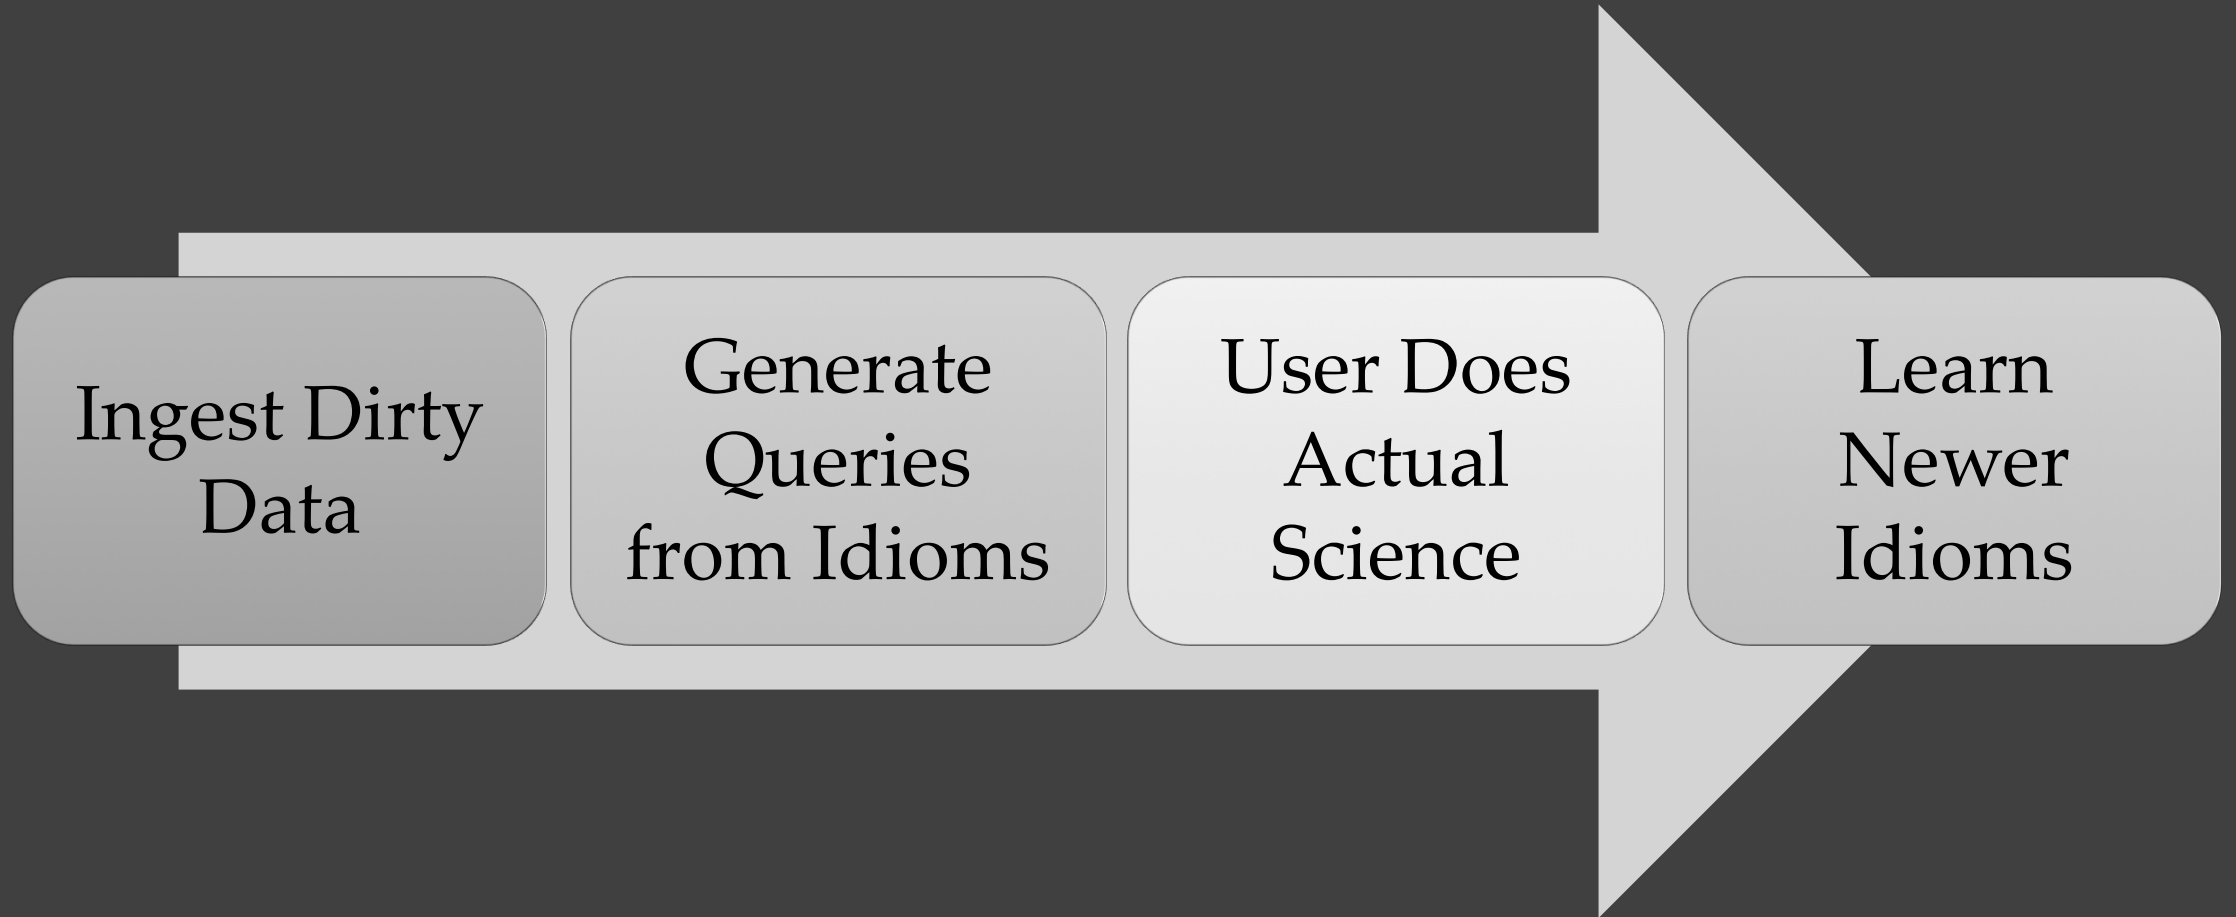 Ingest Dirty
Data
Generate
Queries
from Idioms
User Does
Actual
Science
Learn
Newer
Idioms